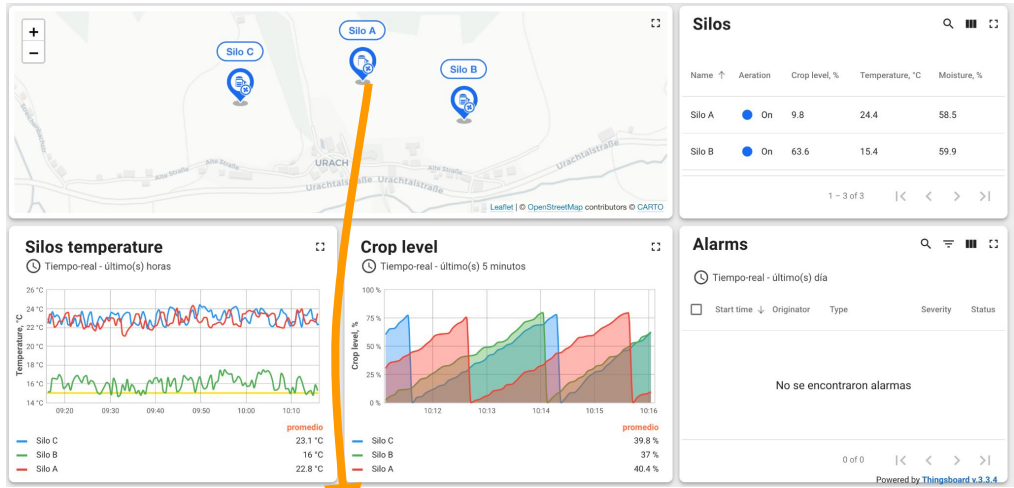 +
−
Silo A
Silo C
Silo B
Alte Straße
Alte Straße
URACH
Urachtalstraße Urachtalstraße
Urachtalstraße
Leaflet | © OpenStreetMap contributors © CARTO
Silos
Name ↑ Aeration Crop level, % Temperature, °C Moisture, %
Silo A On 9.8 24.4 58.5
Silo B On 63.6 15.4 59.9
1 – 3 of 3
Silos temperature
Tiempo-real - último(s) horas
Temperature, °C
26 °C
24 °C
22 °C
20 °C
18 °C
16 °C
14 °C
09:20 09:30 09:40 09:50 10:00 10:10
promedio
Silo C 23.1 °C
Silo B 16 °C
Silo A 22.8 °C
Crop level
Tiempo-real - último(s) 5 minutos
Crop level, %
100 %
75 %
50 %
25 %
0 %
10:12 10:13 10:14 10:15 10:16
promedio
Silo C 39.8 %
Silo B 37 %
Silo A 40.4 %
Alarms
Tiempo-real - último(s) día
Start time ↓ Originator Type Severity Status
No se encontraron alarmas
0 of 0
Powered by Thingsboard v.3.3.4